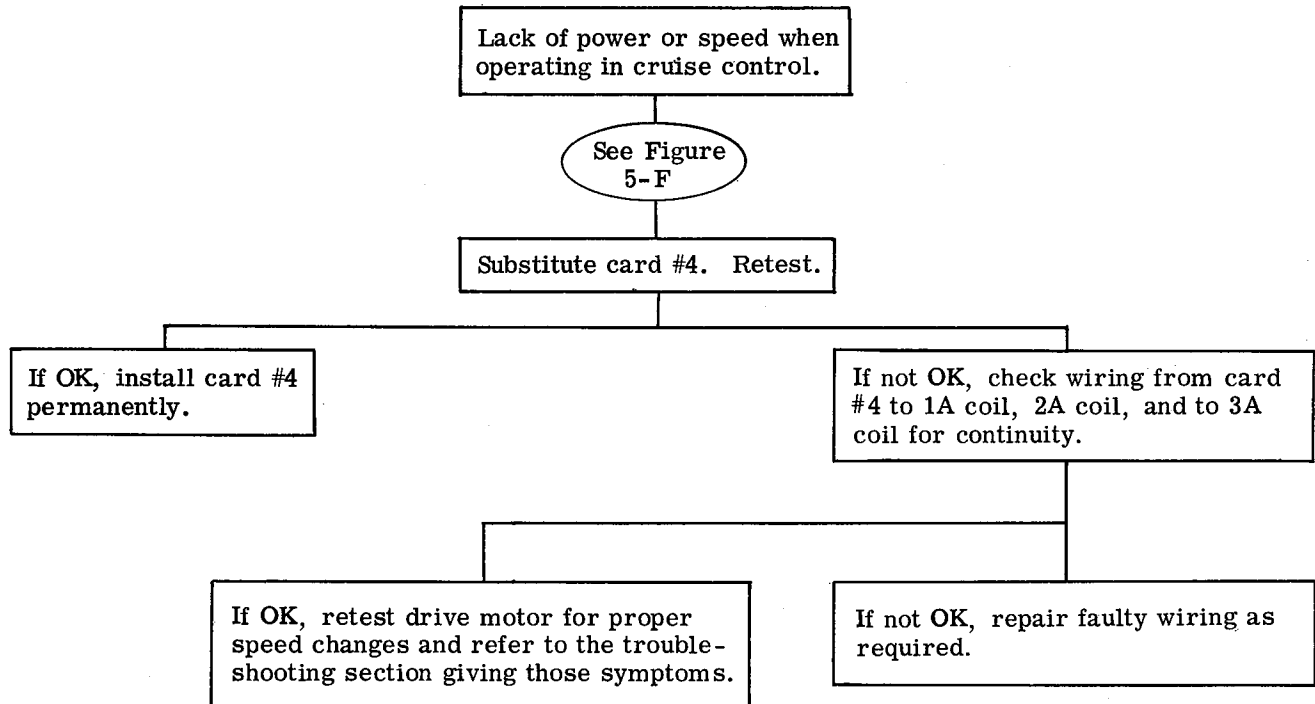 Lack of power or speed when
operating in cruise control.
See Figure
5-F
Substitute card #4. Retest.
If OK, install card #4
permanently.
If not OK, check wiring from card
#4 to 1A coil, 2A coil, and to 3A
coil for continuity.
If OK, retest drive motor for proper
speed changes and refer to the trouble-
shooting section giving those symptoms.
If not OK, repair faulty wiring as
required.